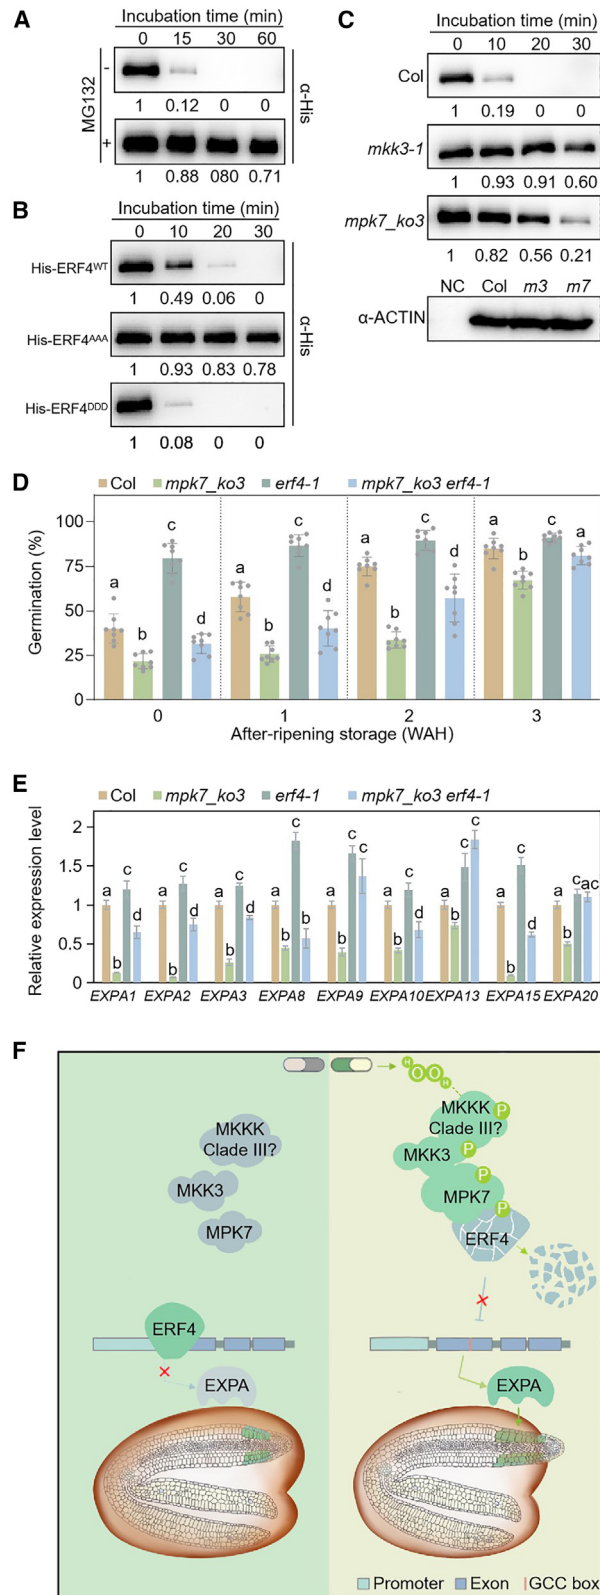 A
Incubation time (min)
0 15 30 60
MG132
-
1 0.12 0 0
+
1 0.88 080 0.71
α-His
B
Incubation time (min)
0 10 20 30
His-ERF4WT
1 0.49 0.06 0
His-ERF4AAA
1 0.93 0.83 0.78
His-ERF4DDD
1 0.08 0 0
α-His
C
Incubation time (min)
0 10 20 30
Col
1 0.19 0 0
mkk3-1
1 0.93 0.91 0.60
mpk7_ko3
1 0.82 0.56 0.21
NC Col m3 m7
α-ACTIN
D
Col mpk7_ko3 erf4-1 mpk7_ko3 erf4-1
Germination (%)
100
75
50
25
0
a b c d a b c d a b c d a b c a
0 1 2 3
After-ripening storage (WAH)
E
Col mpk7_ko3 erf4-1 mpk7_ko3 erf4-1
Relative expression level
2
1.5
1
0.5
0
a b c d a b c d a b c d a b c b a b c c a b c d a b c c a b c d a b c ac
EXPA1 EXPA2 EXPA3 EXPA8 EXPA9 EXPA10 EXPA13 EXPA15 EXPA20
F
MKKK
Clade III?
MKK3
MPK7
ERF4
EXPA
H O O H
MKKK P
Clade III?
MKK3 P
P
MPK7
P
ERF4
EXPA
Promoter Exon GCC box